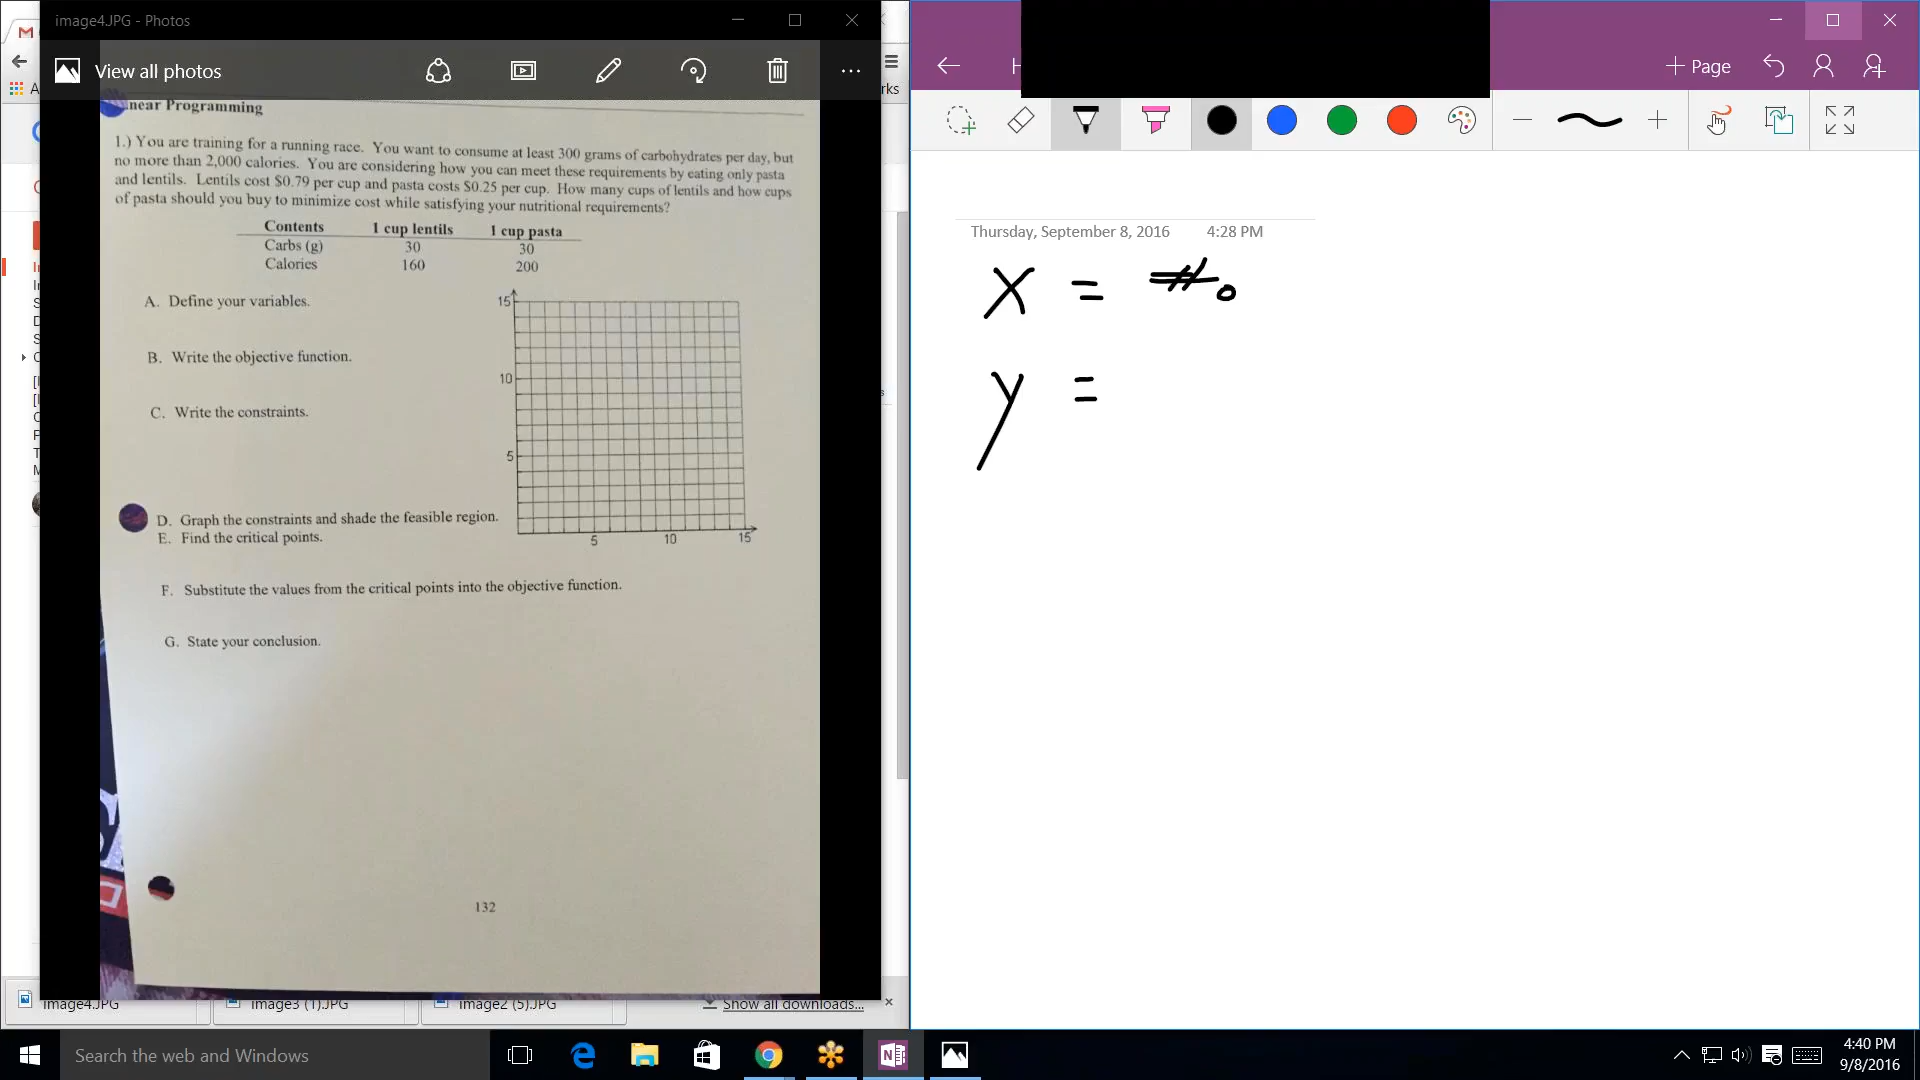 image4.JPG - Photos
View all photos
near Programming
1.) You are training for a running race. You want to consume at least 300 grams of carbohydrates per day, but
no more than 2,000 calories. You are considering how you can meet these requirements by eating only pasta
and lentils. Lentils cost $0.79 per cup and pasta costs $0.25 per cup. How many cups of lentils and how cups
of pasta should you buy to minimize cost while satisfying your nutritional requirements?
Contents 1 cup lentils 1 cup pasta
Carbs (g) 30 30
Calories 160 200
A. Define your variables.
B. Write the objective function.
C. Write the constraints.
15
10
5
5 10 15
D. Graph the constraints and shade the feasible region.
E. Find the critical points.
F. Substitute the values from the critical points into the objective function.
G. State your conclusion.
132
image4.JPG
image3 (1).JPG
image2 (5).JPG
Show all downloads...
Page
Thursday, September 8, 2016 4:28 PM
x = # o
y =
Search the web and Windows
4:40 PM
9/8/2016